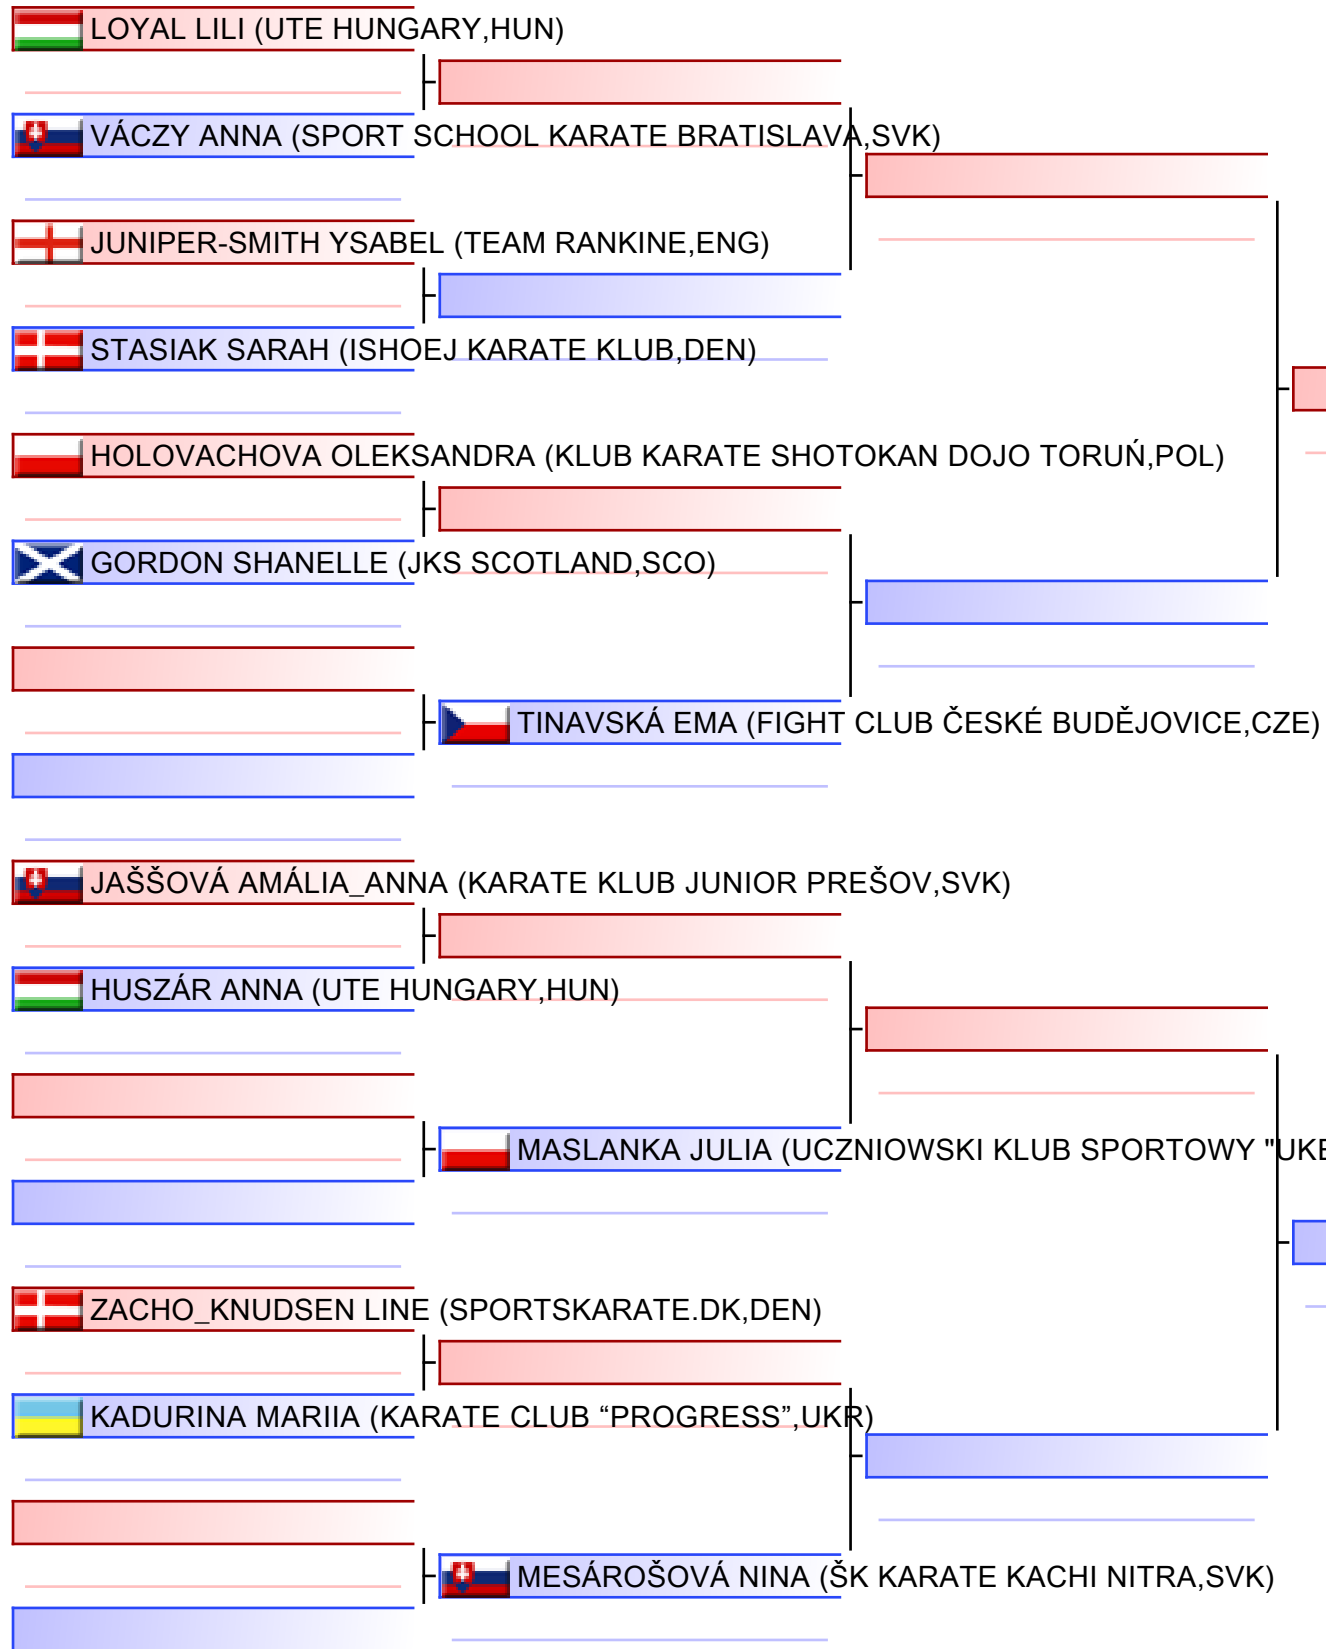 LOYAL LILI (UTE HUNGARY,HUN)
VÁCZY ANNA (SPORT SCHOOL KARATE BRATISLAVA,SVK)
JUNIPER-SMITH YSABEL (TEAM RANKINE,ENG)
STASIAK SARAH (ISHOEJ KARATE KLUB,DEN)
HOLOVACHOVA OLEKSANDRA (KLUB KARATE SHOTOKAN DOJO TORUŃ,POL)
GORDON SHANELLE (JKS SCOTLAND,SCO)
TINAVSKÁ EMA (FIGHT CLUB ČESKÉ BUDĚJOVICE,CZE)
JAŠŠOVÁ AMÁLIA_ANNA (KARATE KLUB JUNIOR PREŠOV,SVK)
HUSZÁR ANNA (UTE HUNGARY,HUN)
MASLANKA JULIA (UCZNIOWSKI KLUB SPORTOWY
ZACHO_KNUDSEN LINE (SPORTSKARATE.DK,DEN)
KADURINA MARIIA (KARATE CLUB “PROGRESS”,UKR)
MESÁROŠOVÁ NINA (ŠK KARATE KACHI NITRA,SVK)